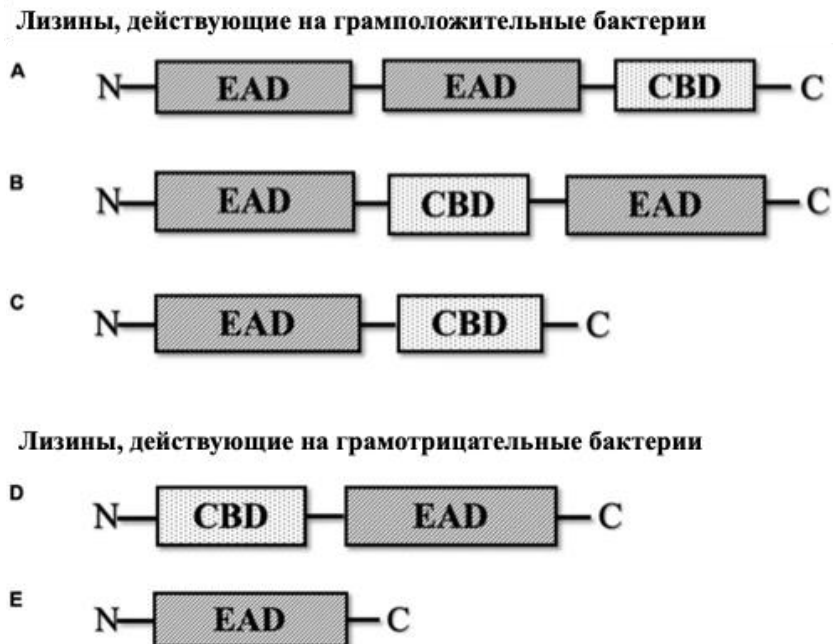 Лизины, действующие на грамположительные бактерии
A N EAD EAD CBD C
B N EAD CBD EAD C
C N EAD CBD C
Лизины, действующие на грамотрицательные бактерии
D N CBD EAD C
E N EAD C